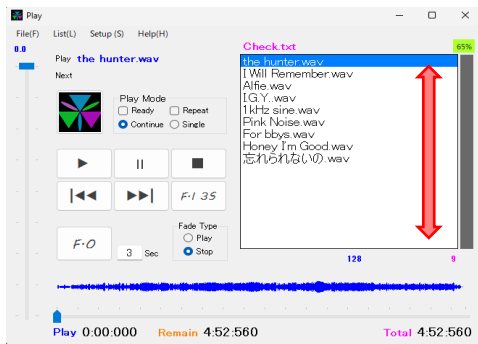 Play
File(F) List(L) Setup (S) Help(H)
0.0
Play the hunter.wav
Next
Play Mode
Ready Repeat
Continue Single
F·I 3S
F·O
3 Sec
Fade Type
Play
Stop
Check.txt
65%
the hunter.wav
I Will Remember.wav
Alfie.wav
I.G.Y..wav
1kHz sine.wav
Pink Noise.wav
For bbys.wav
Honey I'm Good.wav
忘れられないの.wav
128 9
Play 0:00:000 Remain 4:52:560 Total 4:52:560